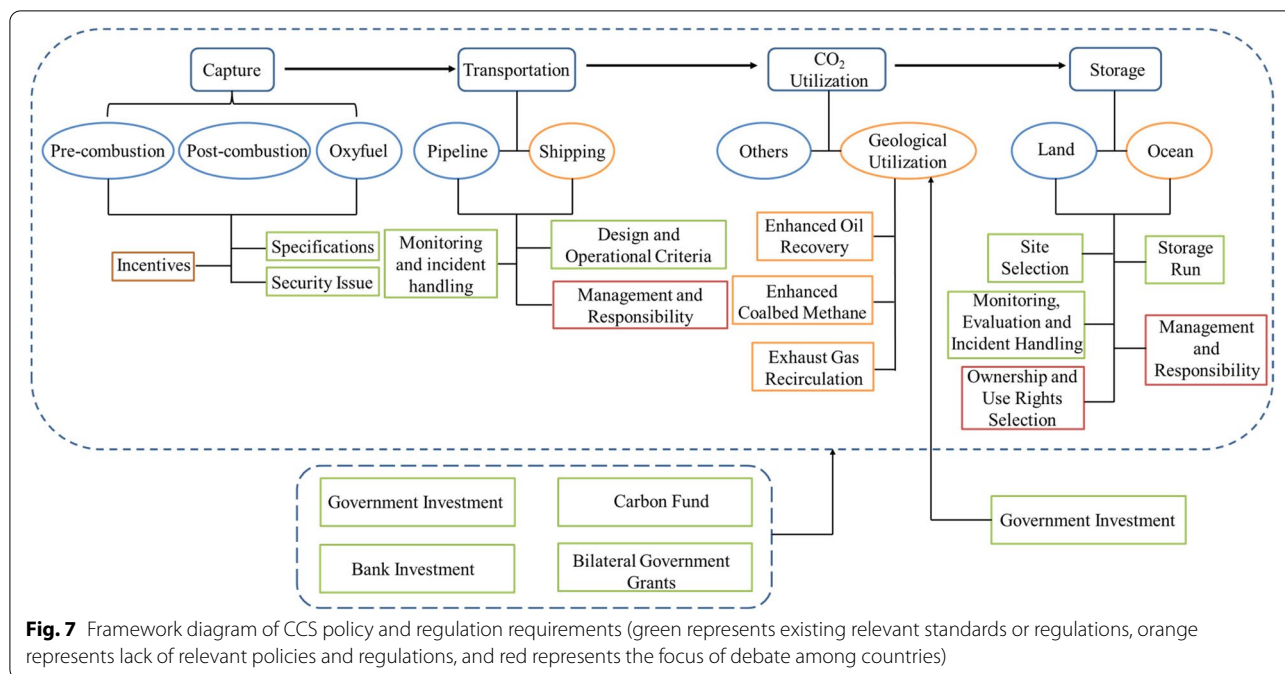 Capture
Transportation
CO₂
Utilization
Storage
Pre-combustion
Post-combustion
Oxyfuel
Pipeline
Shipping
Others
Geological
Utilization
Land
Ocean
Incentives
Specifications
Security Issue
Monitoring
and incident
handling
Design and
Operational Criteria
Management and
Responsibility
Enhanced Oil
Recovery
Enhanced
Coalbed Methane
Exhaust Gas
Recirculation
Site
Selection
Storage
Run
Monitoring,
Evaluation and
Incident Handling
Management
and
Responsibility
Ownership and
Use Rights
Selection
Government Investment
Carbon Fund
Bank Investment
Bilateral Government
Grants
Government Investment
Fig. 7 Framework diagram of CCS policy and regulation requirements (green represents existing relevant standards or regulations, orange
represents lack of relevant policies and regulations, and red represents the focus of debate among countries)